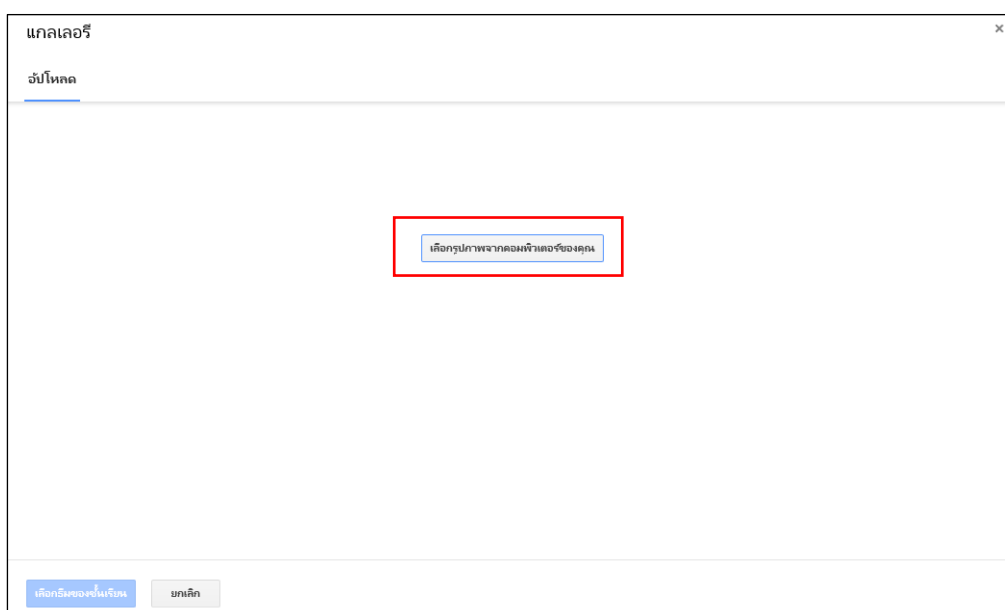 แกลเลอรี
×
อัปโหลด
เลือกรูปภาพจากคอมพิวเตอร์ของคุณ
เลือกธีมของชั้นเรียน ยกเลิก